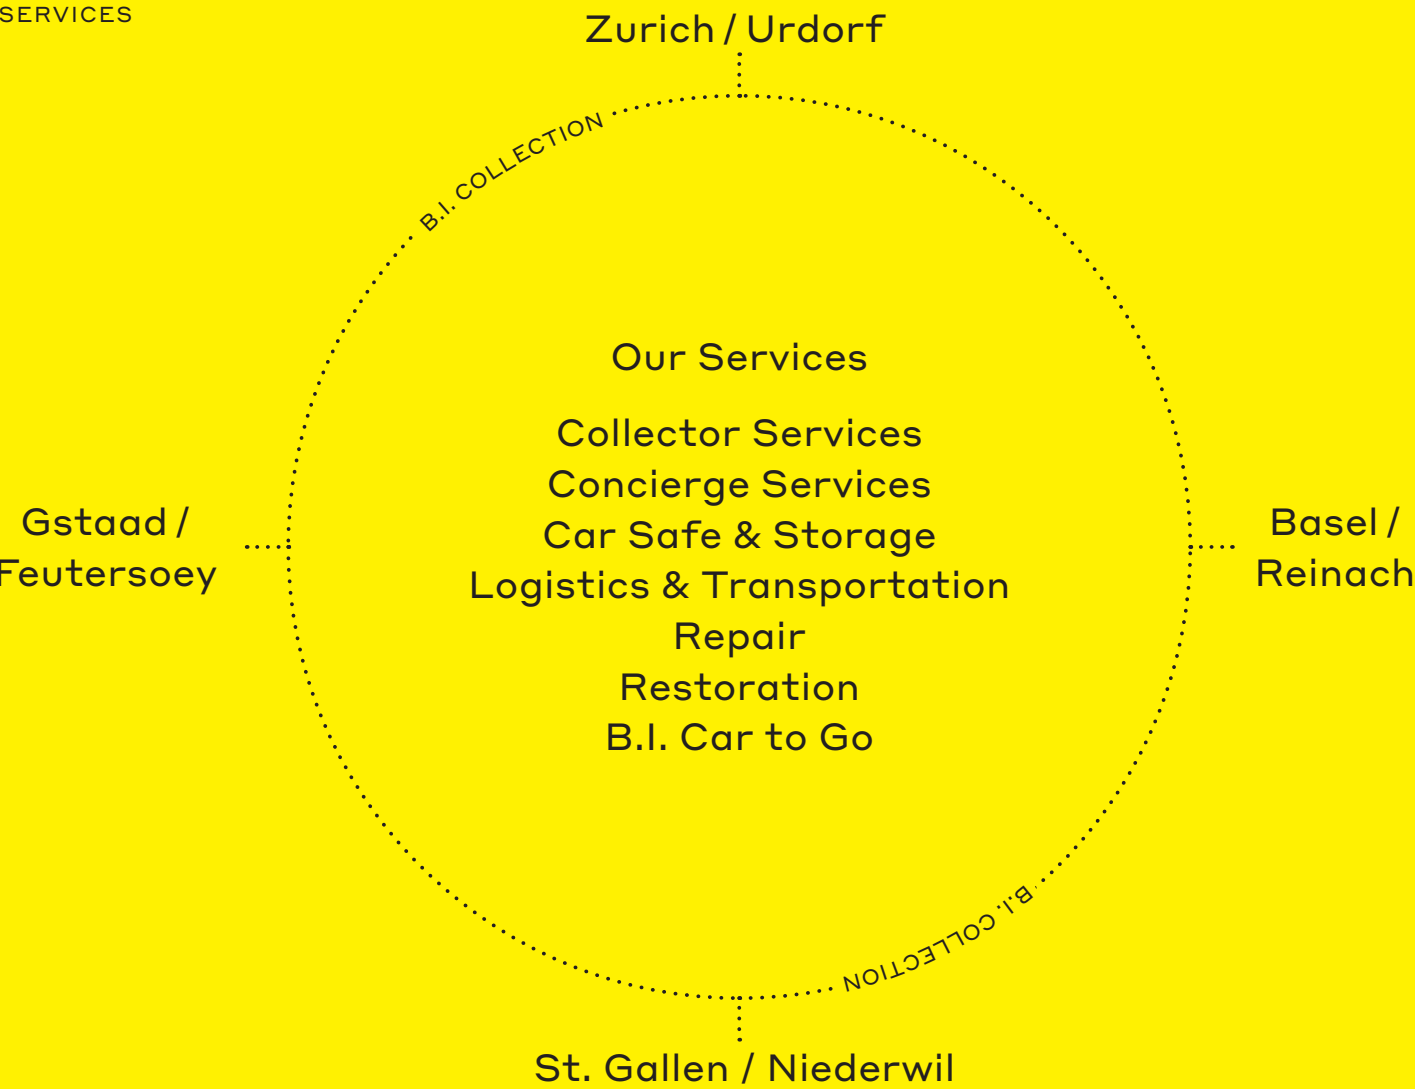 SERVICES
Zurich / Urdorf
B.I. COLLECTION
Our Services
Collector Services
Concierge Services
Car Safe & Storage
Logistics & Transportation
Repair
Restoration
B.I. Car to Go
Gstaad /
Feutersoey
Basel /
Reinach
B.I. COLLECTION
St. Gallen / Niederwil